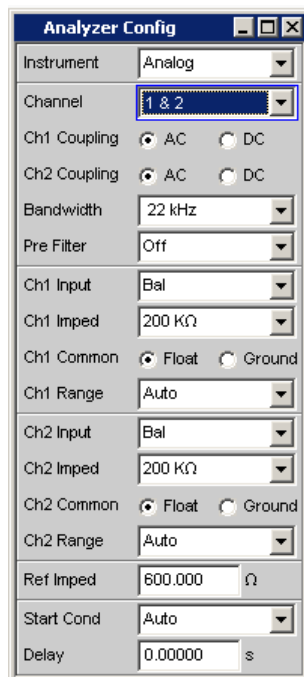 Analyzer Config
Instrument Analog
Channel 1 & 2
Ch1 Coupling AC DC
Ch2 Coupling AC DC
Bandwidth 22 kHz
Pre Filter Off
Ch1 Input Bal
Ch1 Imped 200 KΩ
Ch1 Common Float Ground
Ch1 Range Auto
Ch2 Input Bal
Ch2 Imped 200 KΩ
Ch2 Common Float Ground
Ch2 Range Auto
Ref Imped 600.000 Ω
Start Cond Auto
Delay 0.00000 s